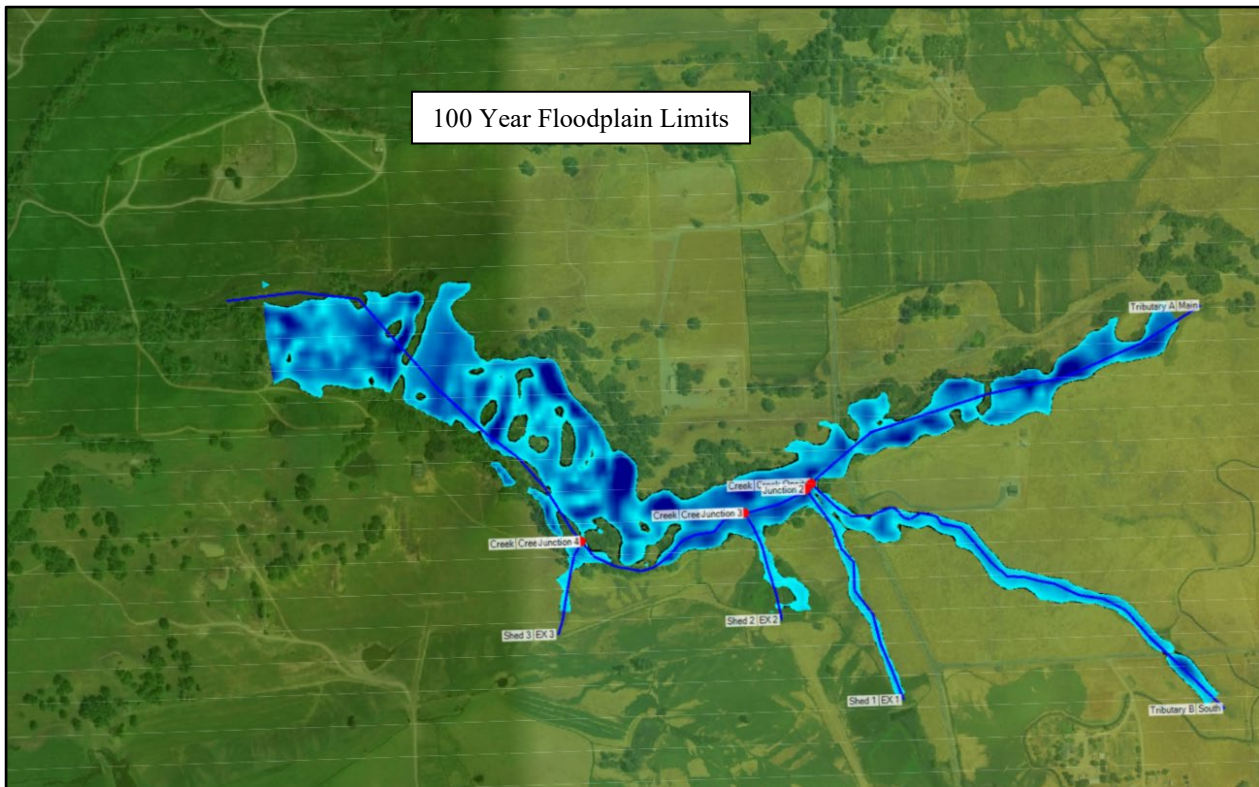 100 Year Floodplain Limits
Tributary A | Main
Creek | Creek
Junction 2
Creek | Cree Junction 3
Creek | Cree Junction 4
Shed 3 | EX 3
Shed 2 | EX 2
Shed 1 | EX 1
Tributary B | South